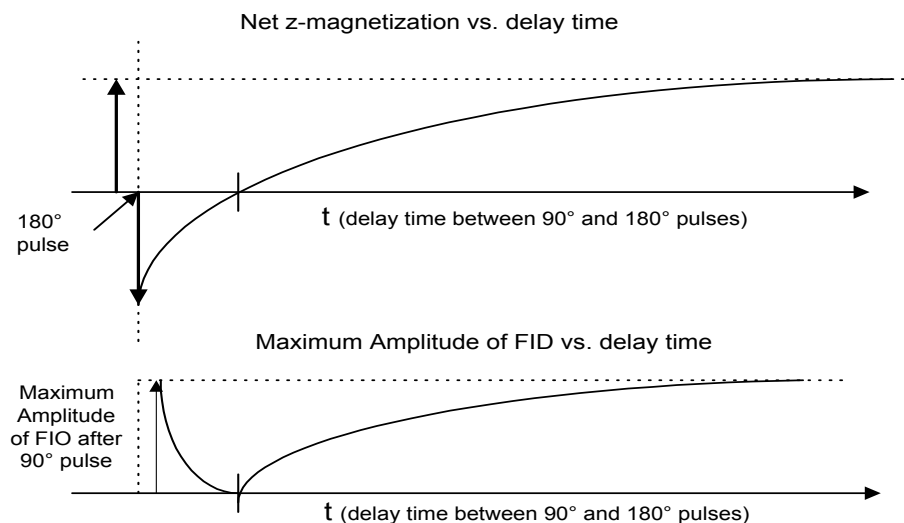 Net z-magnetization vs. delay time
180°
pulse
t (delay time between 90° and 180° pulses)
Maximum Amplitude of FID vs. delay time
Maximum
Amplitude
of FIO after
90° pulse
t (delay time between 90° and 180° pulses)